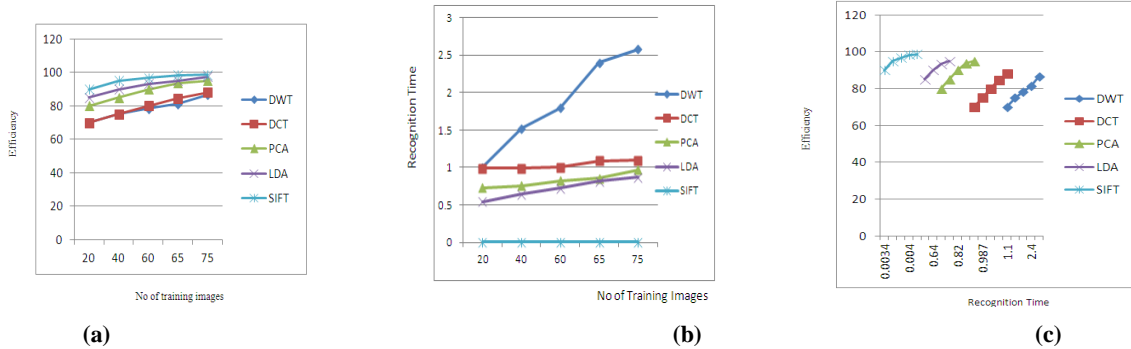 120
100
80
60
40
20
0
Efficiency
20 40 60 65 75
No of training images
DWT
DCT
PCA
LDA
SIFT
(a)
3
2.5
2
1.5
1
0.5
0
Recognition Time
20 40 60 65 75
No of Training Images
DWT
DCT
PCA
LDA
SIFT
(b)
120
100
80
60
40
20
0
Efficiency
0.0034 0.004 0.64 0.82 0.987 1.1 2.4
Recognition Time
DWT
DCT
PCA
LDA
SIFT
(c)